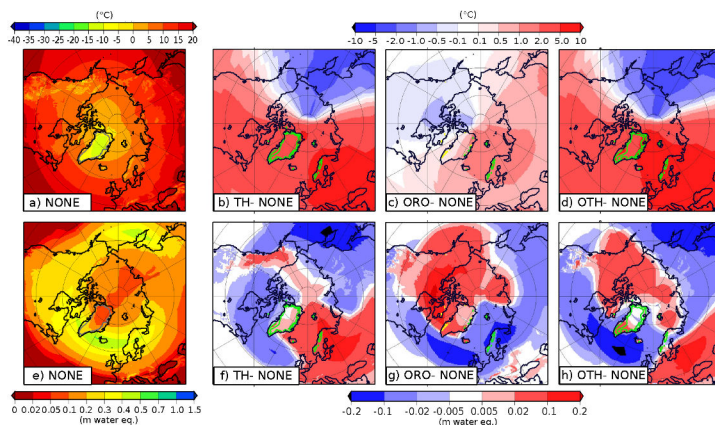 (°C)
-40 -35 -30 -25 -20 -15 -10 -5 0 5 10 15 20
(°C)
-10 -5 -2.0 -1.0 -0.1 0.1 0.5 1.0 5.0 10
a) NONE
b) TH- NONE
c) ORO- NONE
d) OTH- NONE
e) NONE
f) TH- NONE
g) ORO- NONE
h) OTH- NONE
0 0.02 0.05 0.1 0.2 0.3 0.4 0.5 0.7 1.0 1.5
(m water eq.)
-0.2 -0.1 -0.02 -0.005 0.005 0.02 0.1 0.2
(m water eq.)